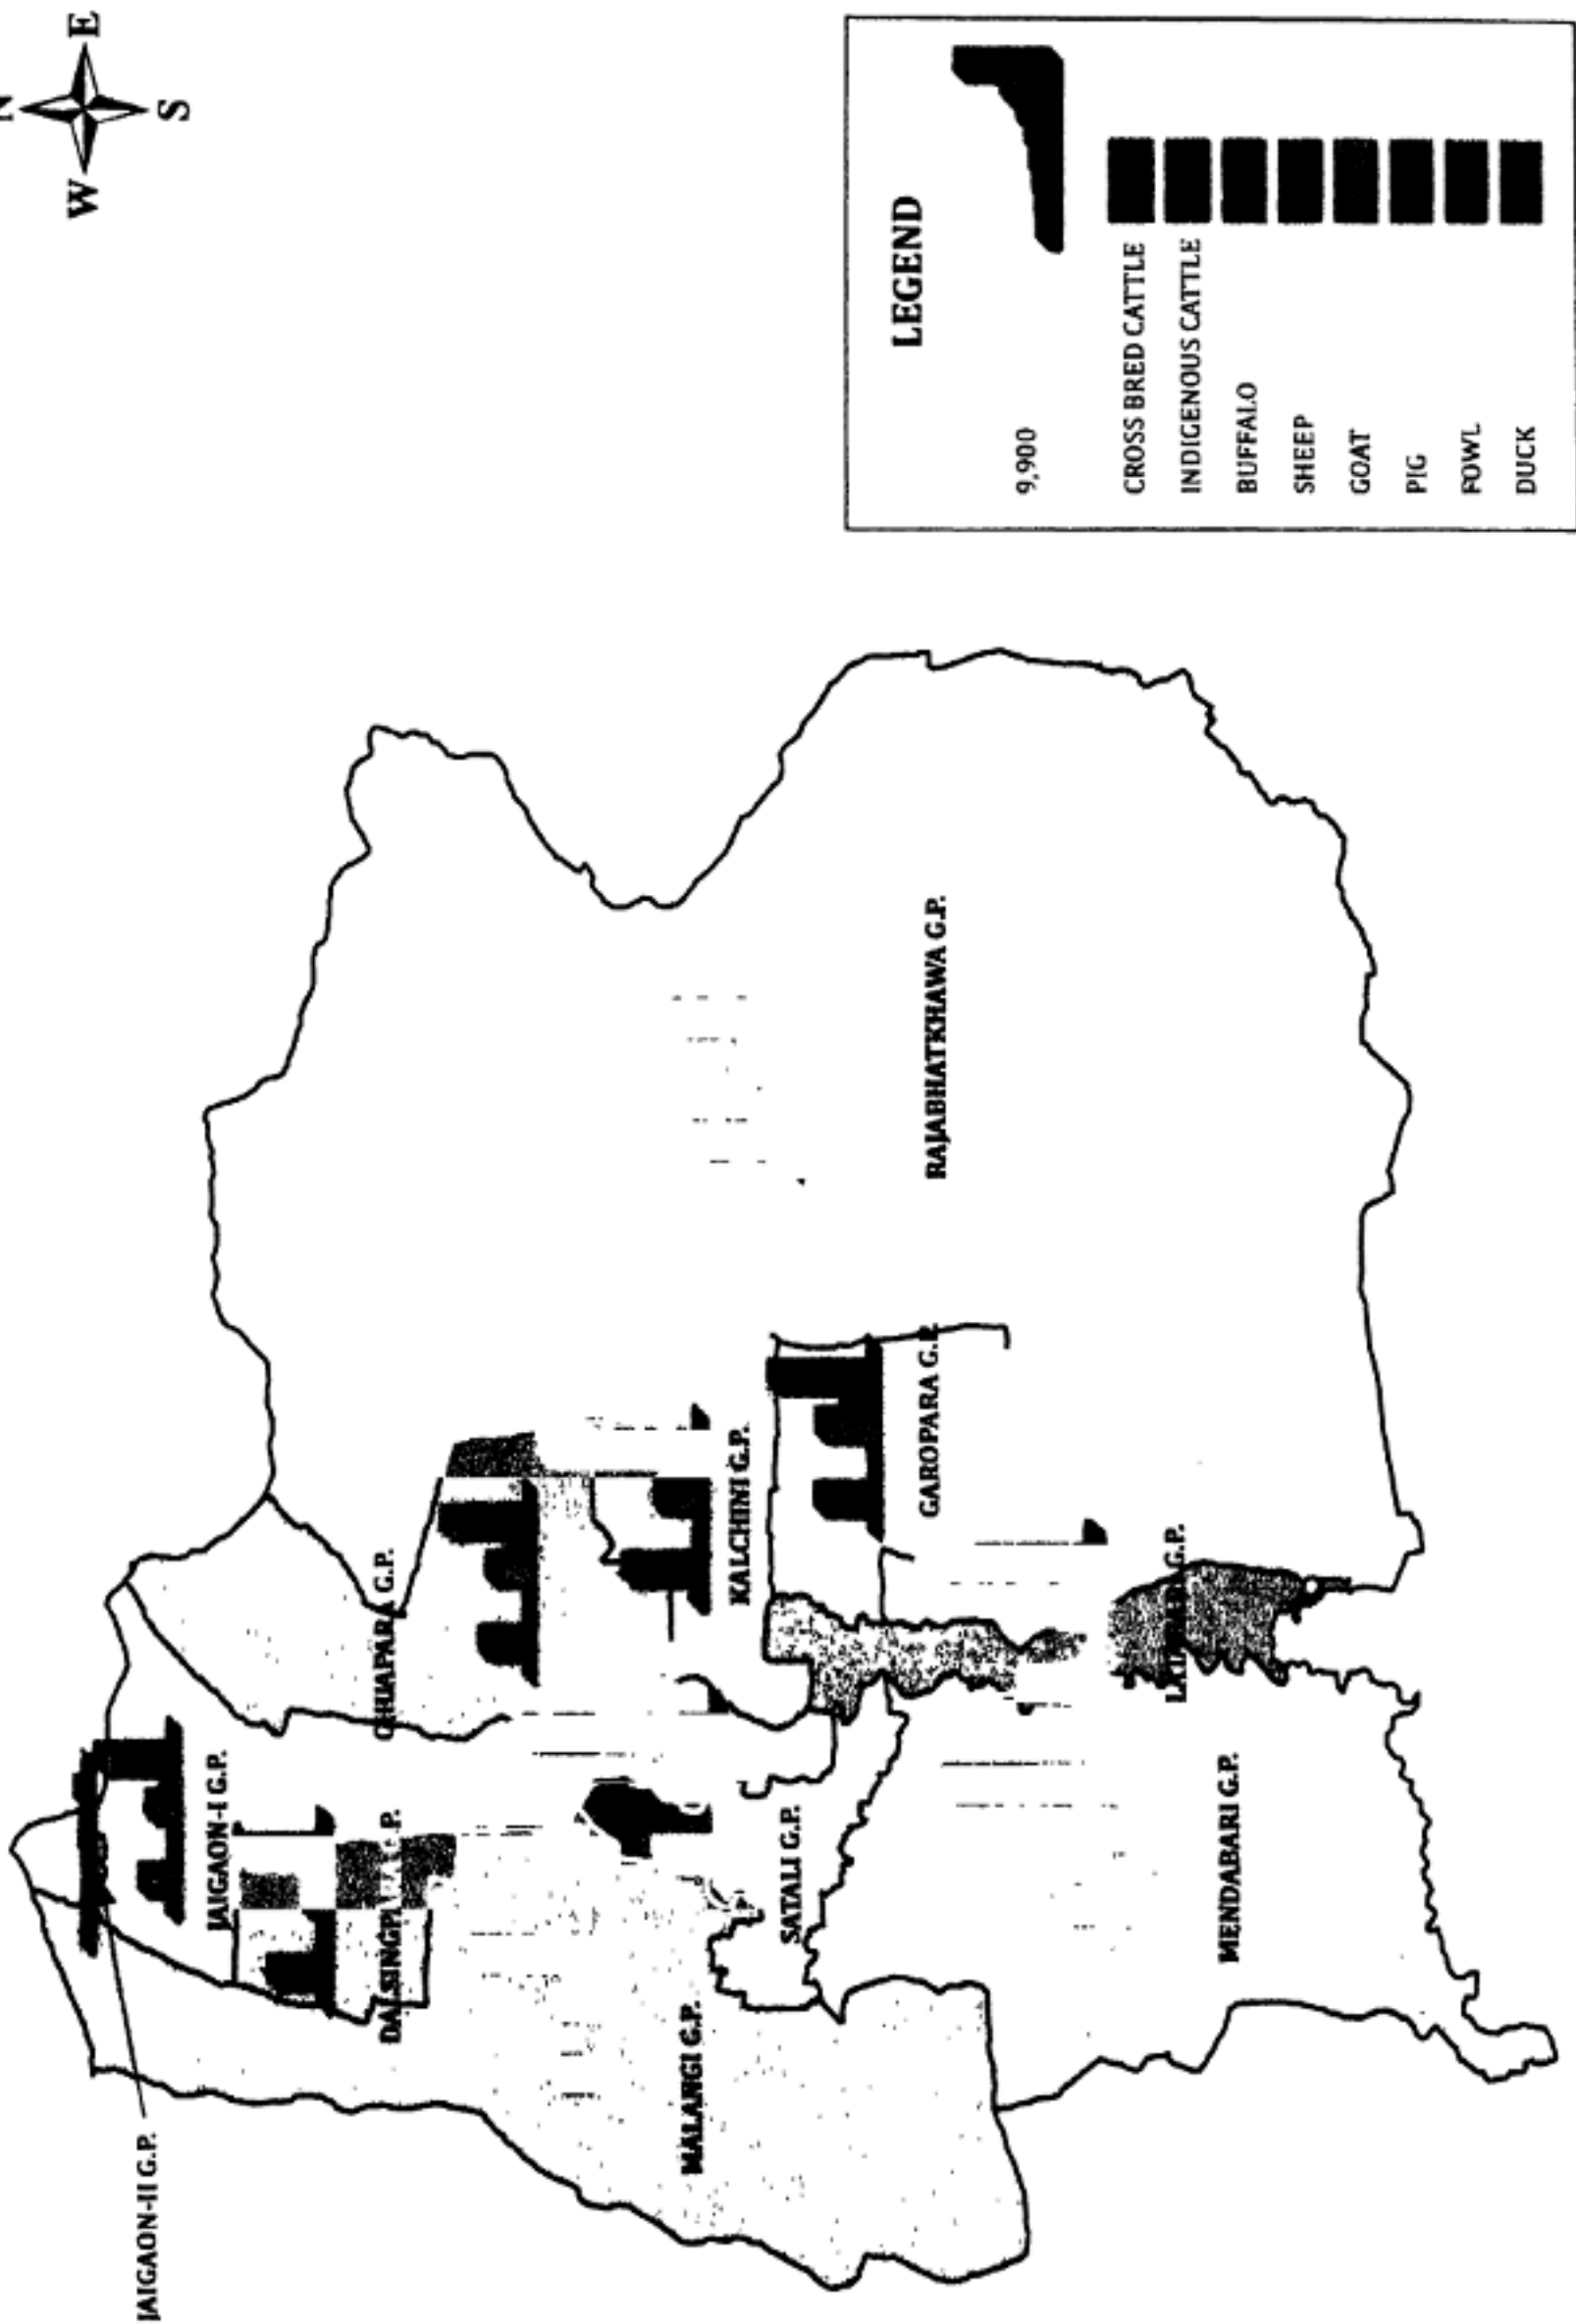 N
W
E
S
JAIGAON-II G.P.
JAIGAON-I G.P.
CHUAPARA G.P.
MALANGI G.P.
SATALI G.P.
KALCHINI G.P.
GAROPARA G.P.
RAJABHATKHAWA G.P.
MENDABARI G.P.
LEGEND
9,900
CROSS BRED CATTLE
INDIGENOUS CATTLE
BUFFALO
SHEEP
GOAT
PIG
FOWL
DUCK